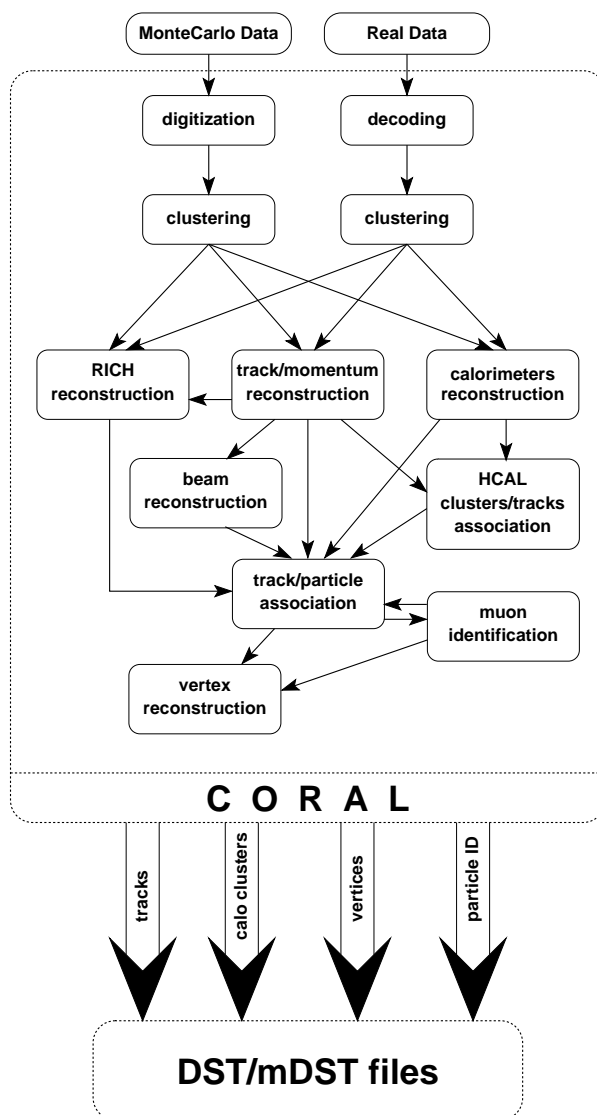 MonteCarlo Data
Real Data
digitization
decoding
clustering
clustering
RICH
reconstruction
track/momentum
reconstruction
calorimeters
reconstruction
beam
reconstruction
HCAL
clusters/tracks
association
track/particle
association
muon
identification
vertex
reconstruction
C O R A L
tracks
calo clusters
vertices
particle ID
DST/mDST files